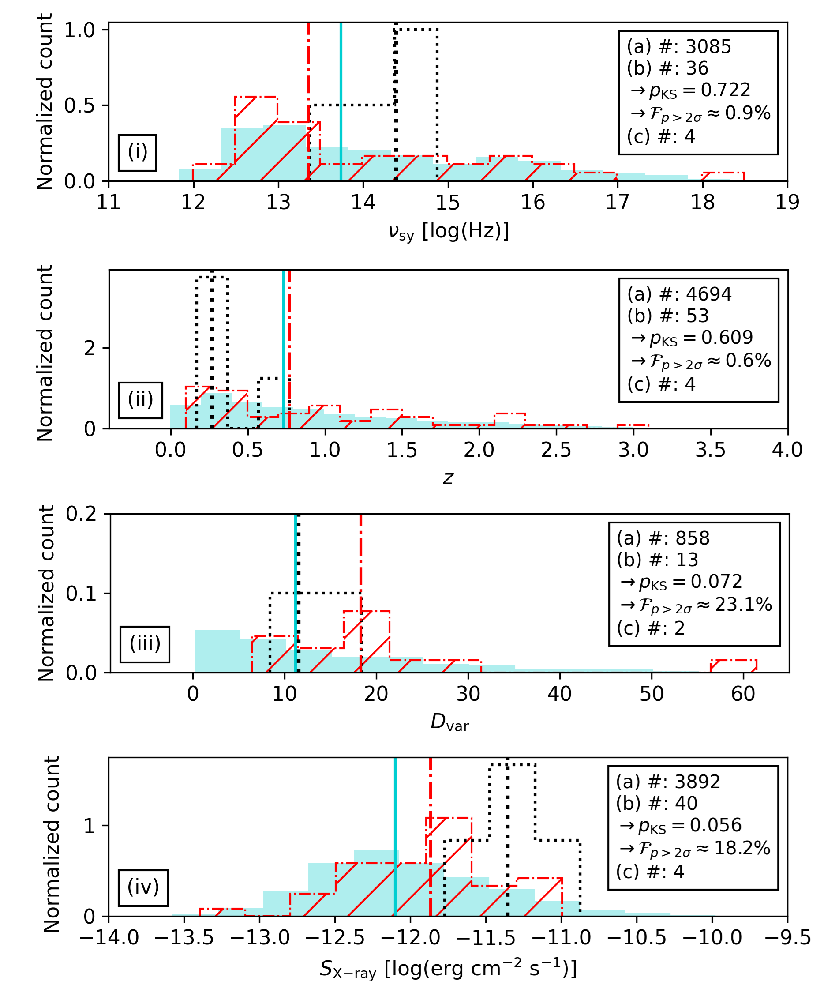 Normalized count
1.0
0.5
0.0
(i)
(a) #: 3085
(b) #: 36
→ p_KS = 0.722
→ ℱ_{p>2σ} ≈ 0.9%
(c) #: 4
11 12 13 14 15 16 17 18 19
ν_sy [log(Hz)]
Normalized count
2
0
(ii)
(a) #: 4694
(b) #: 53
→ p_KS = 0.609
→ ℱ_{p>2σ} ≈ 0.6%
(c) #: 4
0.0 0.5 1.0 1.5 2.0 2.5 3.0 3.5 4.0
z
Normalized count
0.2
0.1
0.0
(iii)
(a) #: 858
(b) #: 13
→ p_KS = 0.072
→ ℱ_{p>2σ} ≈ 23.1%
(c) #: 2
0 10 20 30 40 50 60
D_var
Normalized count
1
0
(iv)
(a) #: 3892
(b) #: 40
→ p_KS = 0.056
→ ℱ_{p>2σ} ≈ 18.2%
(c) #: 4
−14.0 −13.5 −13.0 −12.5 −12.0 −11.5 −11.0 −10.5 −10.0 −9.5
S_{X−ray} [log(erg cm⁻² s⁻¹)]